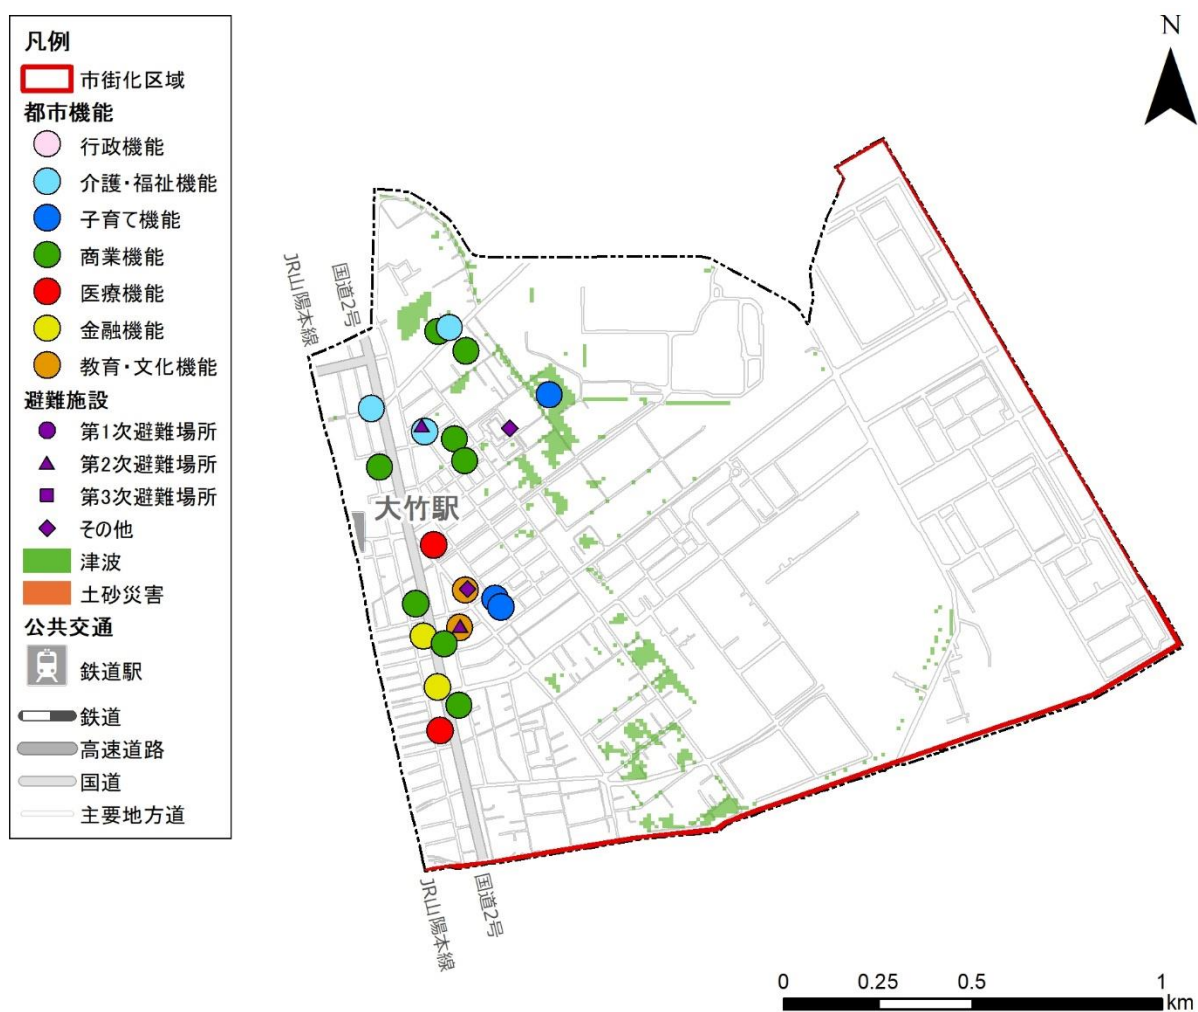 凡例
市街化区域
都市機能
行政機能
介護・福祉機能
子育て機能
商業機能
医療機能
金融機能
教育・文化機能
避難施設
第1次避難場所
第2次避難場所
第3次避難場所
その他
津波
土砂災害
公共交通
鉄道駅
鉄道
高速道路
国道
主要地方道
N
JR山陽本線
国道2号
大竹駅
JR山陽本線
国道2号
0 0.25 0.5 1
km